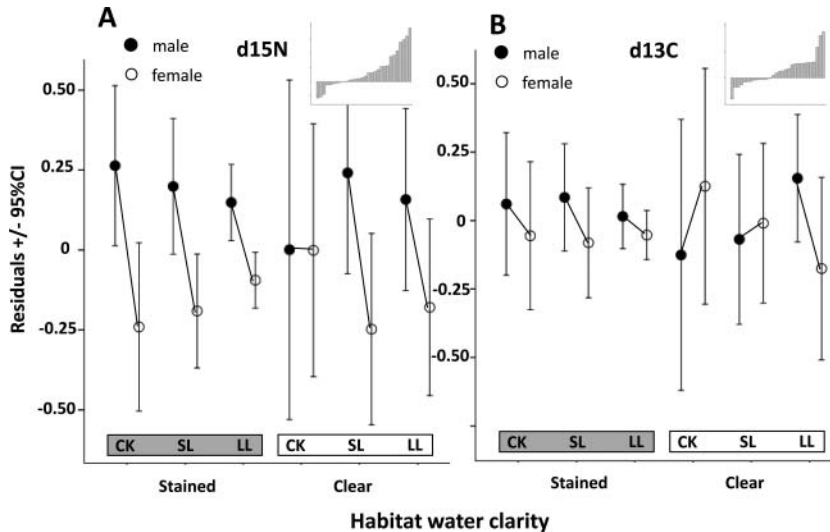 A
B
male
female
d15N
male
female
d13C
0.50
0.25
0
-0.25
-0.50
0.50
0.25
0
-0.25
-0.50
Residuals +/- 95%CI
CK SL LL CK SL LL
CK SL LL CK SL LL
Stained Clear
Stained Clear
Habitat water clarity